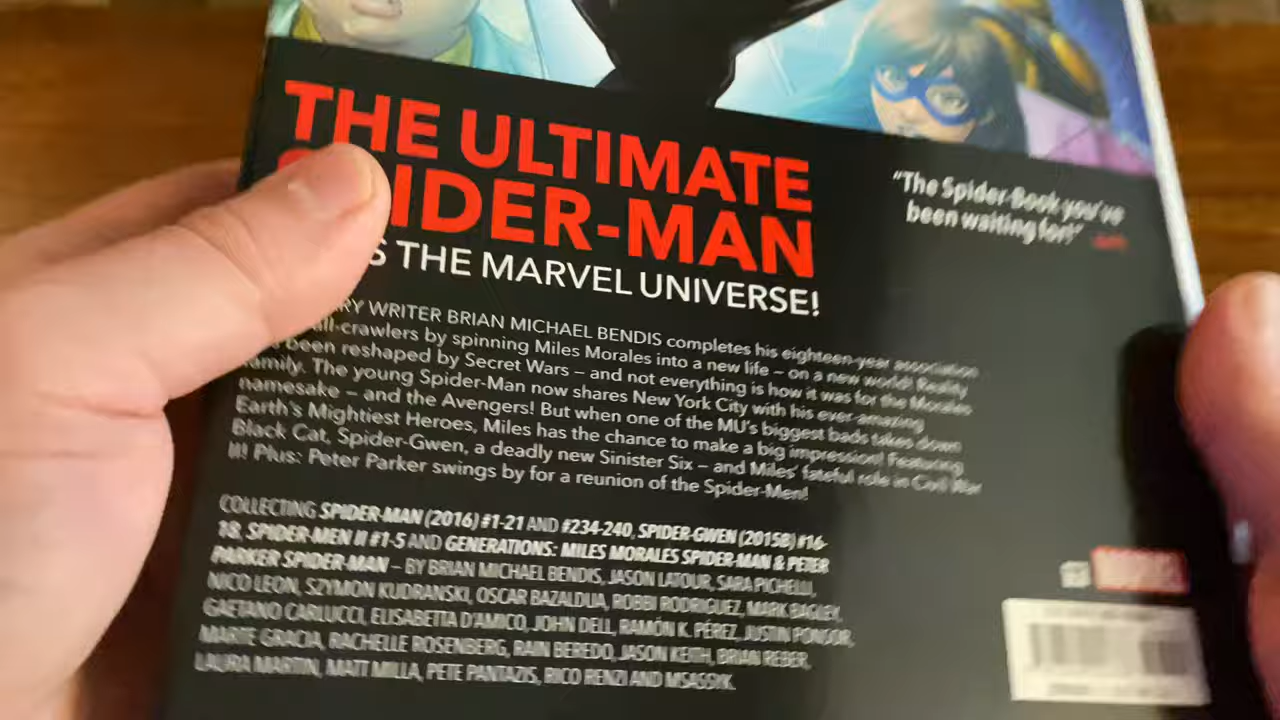 THE ULTIMATE
SPIDER-MAN
S THE MARVEL UNIVERSE!
"The Spider-Book you've
been waiting for!"
RY WRITER BRIAN MICHAEL BENDIS completes his eighteen-year association
all-crawlers by spinning Miles Morales into a new life – on a new world! Reality
been reshaped by Secret Wars – and not everything is how it was for the Morales
family. The young Spider-Man now shares New York City with his ever-amazing
namesake – and the Avengers! But when one of the MU's biggest bads takes down
Earth's Mightiest Heroes, Miles has the chance to make a big impression! Featuring
Black Cat, Spider-Gwen, a deadly new Sinister Six – and Miles' fateful role in Civil War
II! Plus: Peter Parker swings by for a reunion of the Spider-Men!
COLLECTING SPIDER-MAN (2016) #1-21 AND #234-240, SPIDER-GWEN (2015B) #16-
18, SPIDER-MEN II #1-5 AND GENERATIONS: MILES MORALES SPIDER-MAN & PETER
PARKER SPIDER-MAN – BY BRIAN MICHAEL BENDIS, JASON LATOUR, SARA PICHELLI,
NICO LEON, SZYMON KUDRANSKI, OSCAR BAZALDUA, ROBBI RODRIGUEZ, MARK BAGLEY,
GAETANO CARLUCCI, ELISABETTA D'AMICO, JOHN DELL, RAMÓN K. PÉREZ, JUSTIN PONSOR,
MARTE GRACIA, RACHELLE ROSENBERG, RAIN BEREDO, JASON KEITH, BRIAN REBER,
LAURA MARTIN, MATT MILLA, PETE PANTAZIS, RICO RENZI AND MSASSYK.
MARVEL